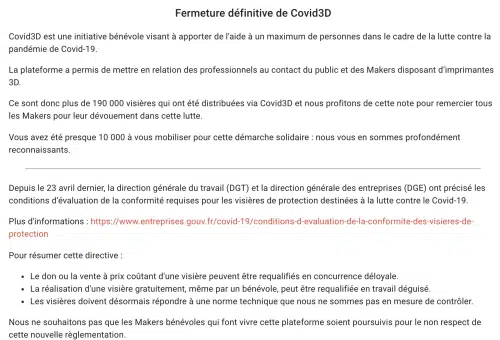 Fermeture définitive de Covid3D
Covid3D est une initiative bénévole visant à apporter de l'aide à un maximum de personnes dans le cadre de la lutte contre la
pandémie de Covid-19.
La plateforme a permis de mettre en relation des professionnels au contact du public et des Makers disposant d'imprimantes
3D.
Ce sont donc plus de 190 000 visières qui ont été distribuées via Covid3D et nous profitons de cette note pour remercier tous
les Makers pour leur dévouement dans cette lutte.
Vous avez été presque 10 000 à vous mobiliser pour cette démarche solidaire : nous vous en sommes profondément
reconnaissants.
Depuis le 23 avril dernier, la direction générale du travail (DGT) et la direction générale des entreprises (DGE) ont précisé les
conditions d'évaluation de la conformité requises pour les visières de protection destinées à la lutte contre le Covid-19.
Plus d'informations : https://www.entreprises.gouv.fr/covid-19/conditions-d-evaluation-de-la-conformite-des-visieres-de-
protection
Pour résumer cette directive :
• Le don ou la vente à prix coûtant d'une visière peuvent être requalifiés en concurrence déloyale.
• La réalisation d'une visière gratuitement, même par un bénévole, peut être requalifiée en travail déguisé.
• Les visières doivent désormais répondre à une norme technique que nous ne sommes pas en mesure de contrôler.
Nous ne souhaitons pas que les Makers bénévoles qui font vivre cette plateforme soient poursuivis pour le non respect de
cette nouvelle règlementation.